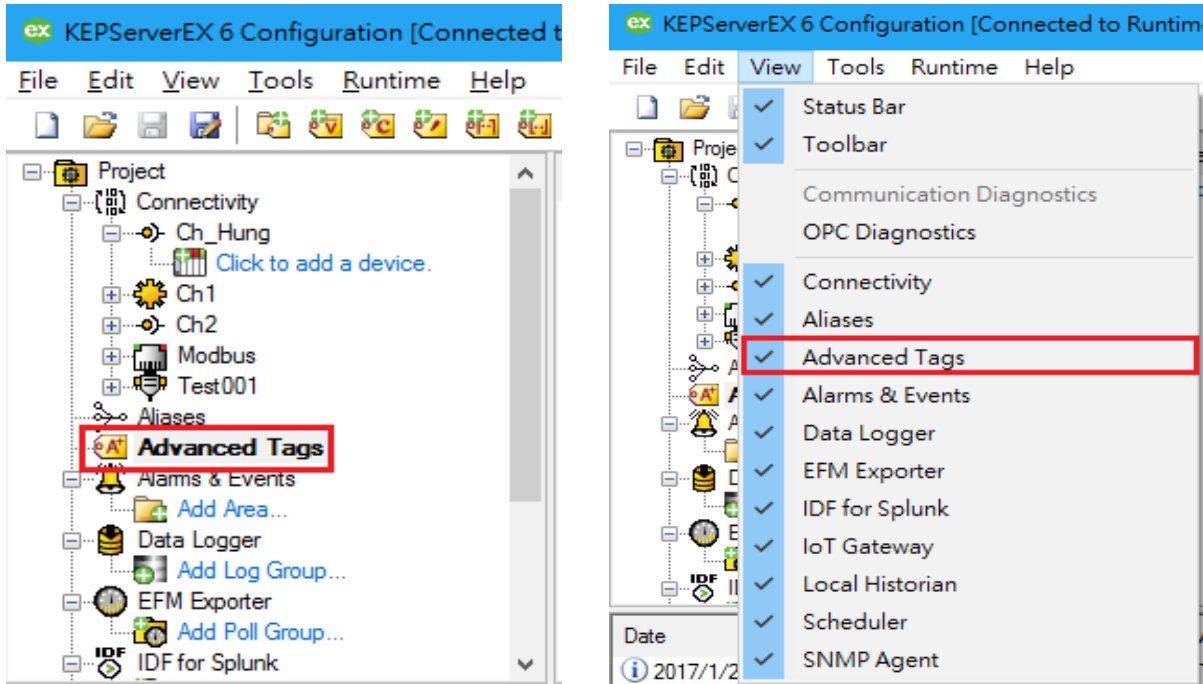 ex KEPServerEX 6 Configuration [Connected t
File Edit View Tools Runtime Help
Project
Connectivity
Ch_Hung
Click to add a device.
Ch1
Ch2
Modbus
Test001
Aliases
Advanced Tags
Alarms & Events
Add Area...
Data Logger
Add Log Group...
EFM Exporter
Add Poll Group...
IDF for Splunk
ex KEPServerEX 6 Configuration [Connected to Runtim
File Edit View Tools Runtime Help
Status Bar
Toolbar
Communication Diagnostics
OPC Diagnostics
Connectivity
Aliases
Advanced Tags
Alarms & Events
Data Logger
EFM Exporter
IDF for Splunk
IoT Gateway
Local Historian
Scheduler
SNMP Agent
Proje
Date
2017/1/2